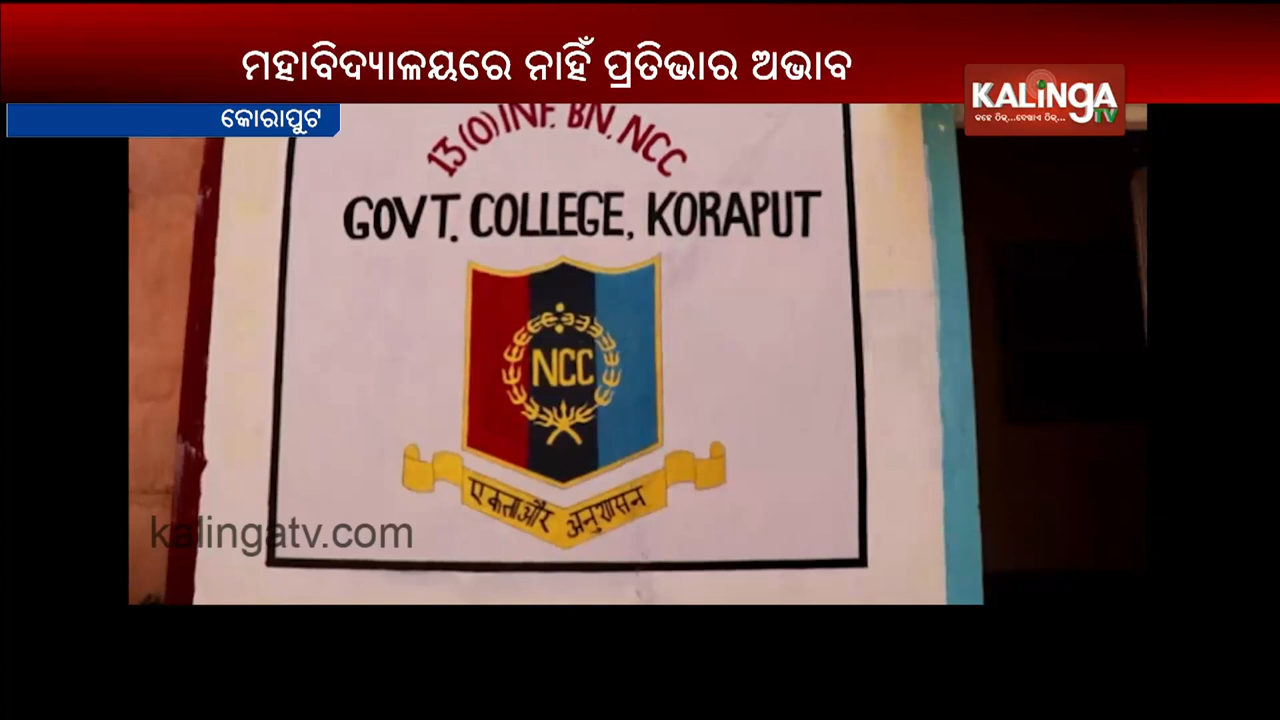 ମହାବିଦ୍ୟାଳୟରେ ନାହିଁ ପ୍ରତିଭାର ଅଭାବ
KALiNGA TV
କହେ ଠିକ୍...ଦେଖାଏ ଠିକ୍...
କୋରାପୁଟ
13(O) INF. BN. NCC
GOVT. COLLEGE, KORAPUT
NCC
एकता और अनुशासन
kalingatv.com